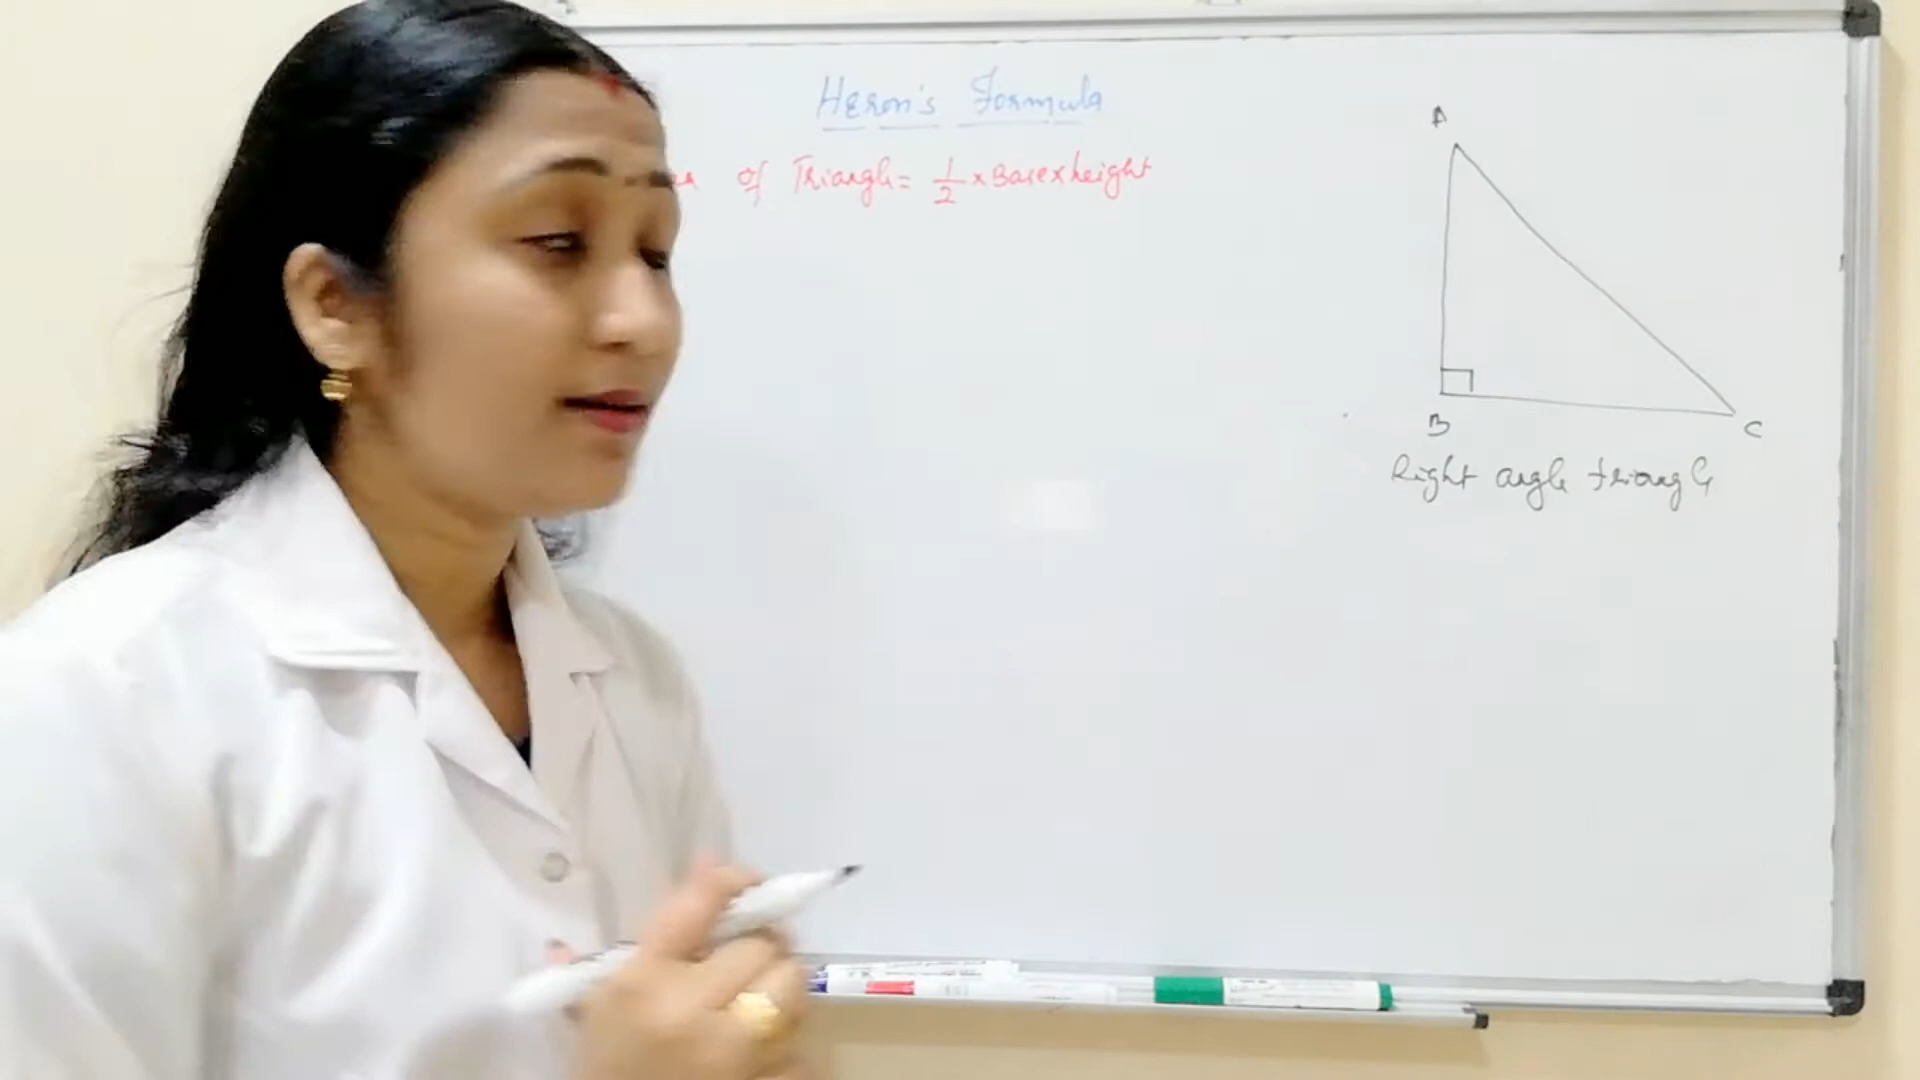 Heron's Formula
of Triangle = 1/2 x Base x height
A
B
C
Right angle triangle